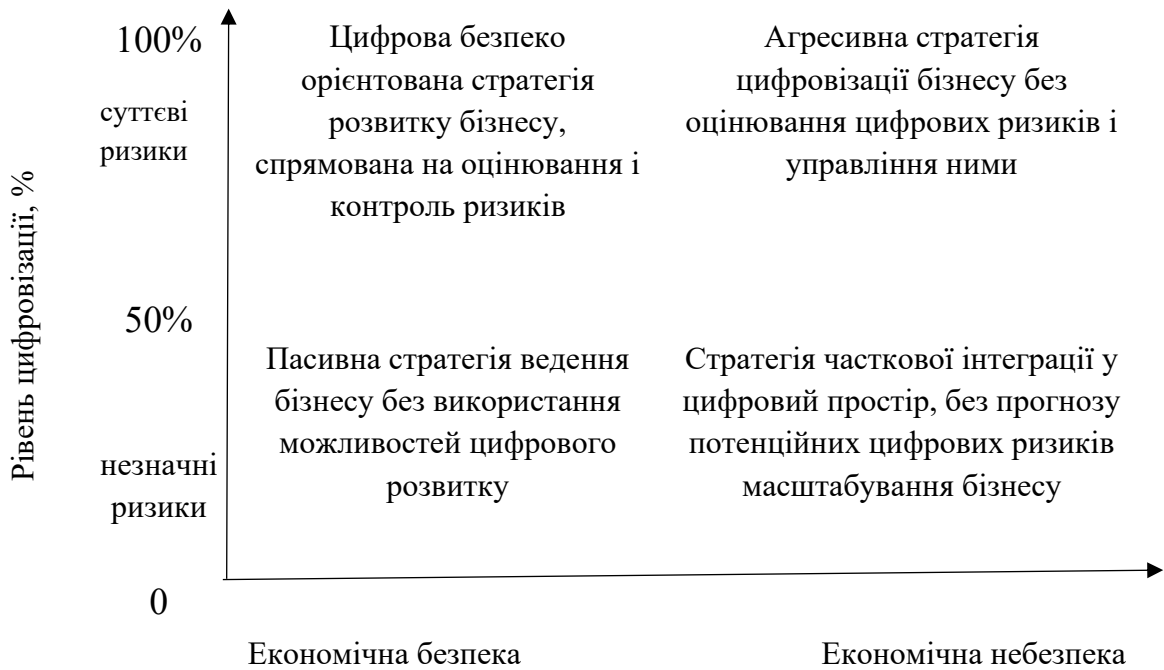 Рівень цифровізації, %
100%
суттєві
ризики
50%
незначні
ризики
0
Цифрова безпеко
орієнтована стратегія
розвитку бізнесу,
спрямована на оцінювання і
контроль ризиків
Агресивна стратегія
цифровізації бізнесу без
оцінювання цифрових ризиків і
управління ними
Пасивна стратегія ведення
бізнесу без використання
можливостей цифрового
розвитку
Стратегія часткової інтеграції у
цифровий простір, без прогнозу
потенційних цифрових ризиків
масштабування бізнесу
Економічна безпека
Економічна небезпека